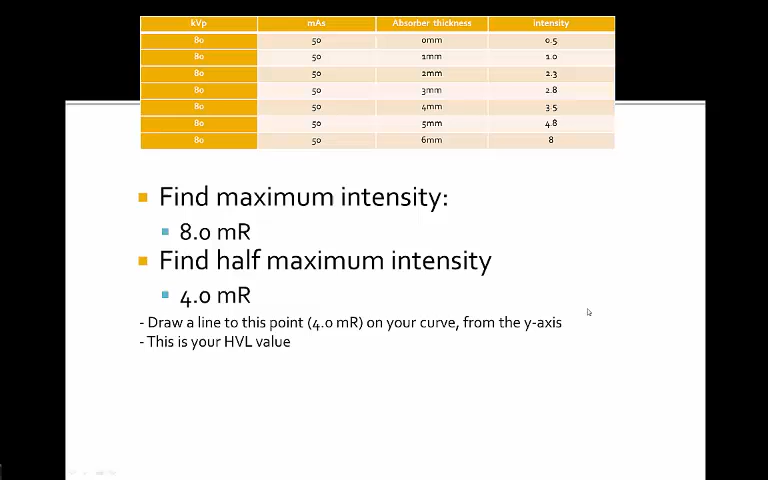 kVp mAs Absorber thickness Intensity
80 50 0mm 0.5
80 50 1mm 1.0
80 50 2mm 2.3
80 50 3mm 2.8
80 50 4mm 3.5
80 50 5mm 4.8
80 50 6mm 8
Find maximum intensity:
8.0 mR
Find half maximum intensity
4.0 mR
- Draw a line to this point (4.0 mR) on your curve, from the y-axis
- This is your HVL value